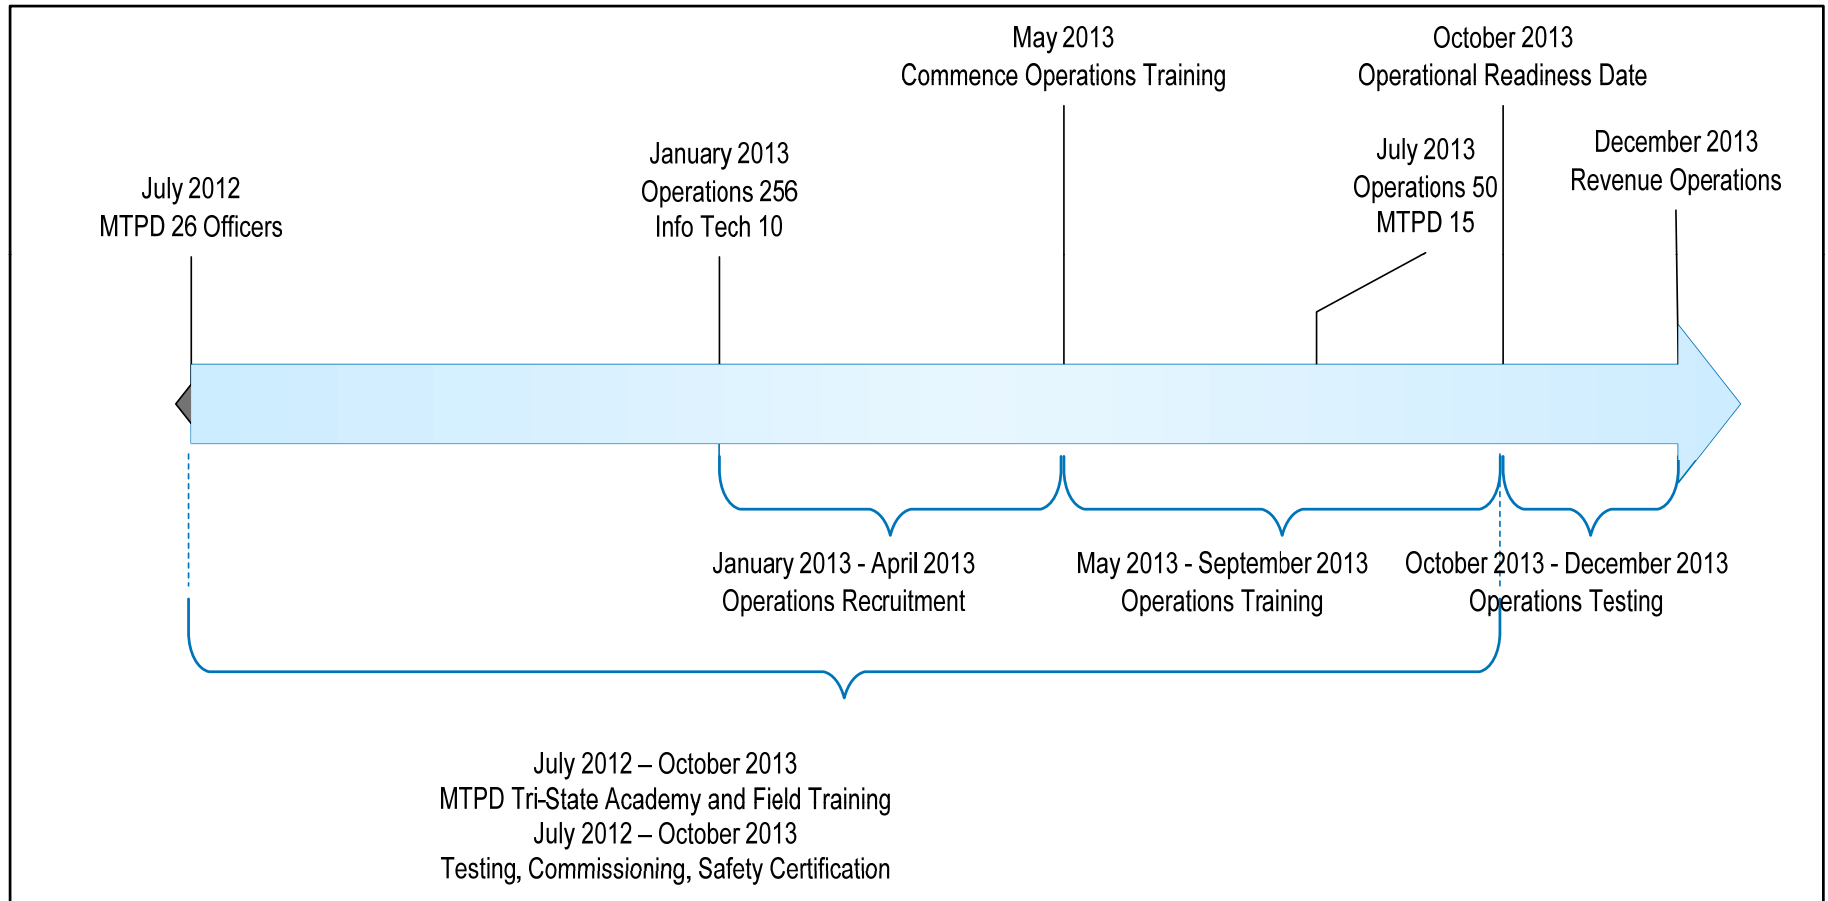 May 2013
Commence Operations Training
October 2013
Operational Readiness Date
July 2012
MTPD 26 Officers
January 2013
Operations 256
Info Tech 10
July 2013
Operations 50
MTPD 15
December 2013
Revenue Operations
January 2013 - April 2013
Operations Recruitment
May 2013 - September 2013
Operations Training
October 2013 - December 2013
Operations Testing
July 2012 – October 2013
MTPD Tri-State Academy and Field Training
July 2012 – October 2013
Testing, Commissioning, Safety Certification